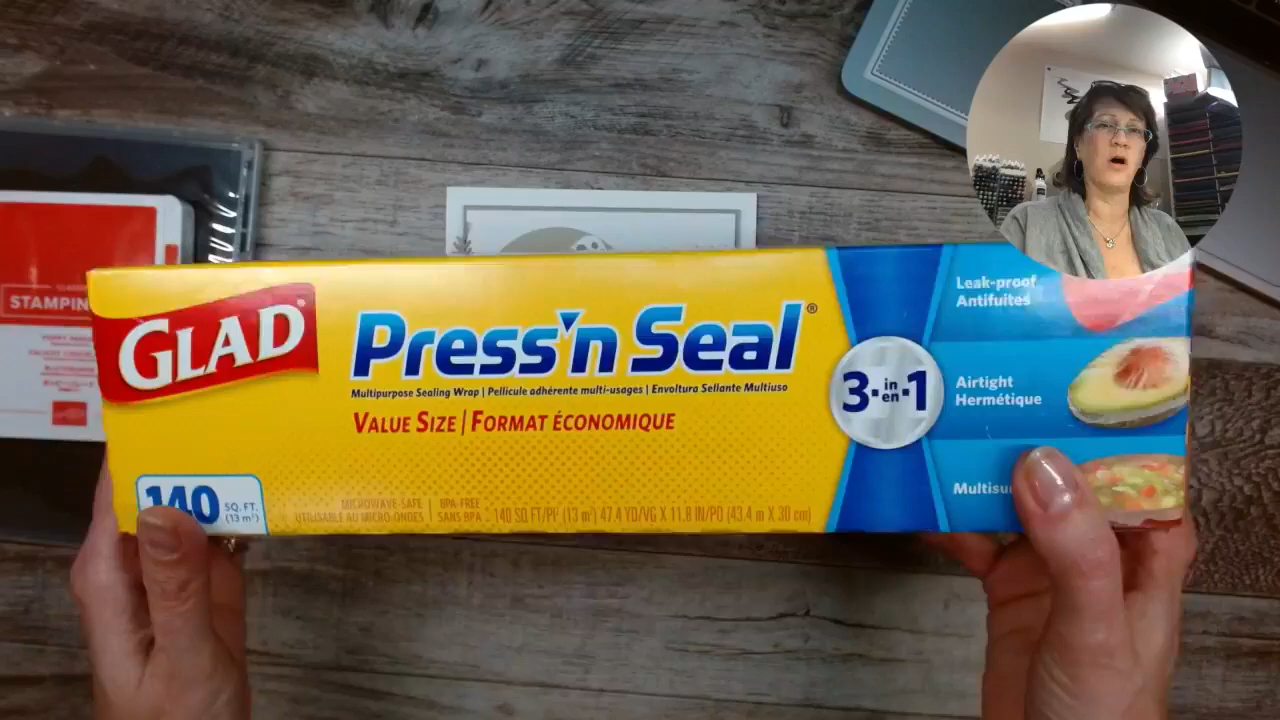 GLAD®
Press'n Seal®
Multipurpose Sealing Wrap | Pellicule adhérente multi-usages | Envoltura Sellante Multiuso
VALUE SIZE | FORMAT ÉCONOMIQUE
140 SQ. FT.
(13 m²)
MICROWAVE-SAFE | BPA-FREE
UTILISABLE AU MICRO-ONDES | SANS BPA - 140 SQ FT/PI² (13 m²) 47.4 YD/VG X 11.8 IN/PO (43.4 m X 30 cm)
3-in-1
en
Leak-proof
Antifuites
Airtight
Hermétique
STAMPIN